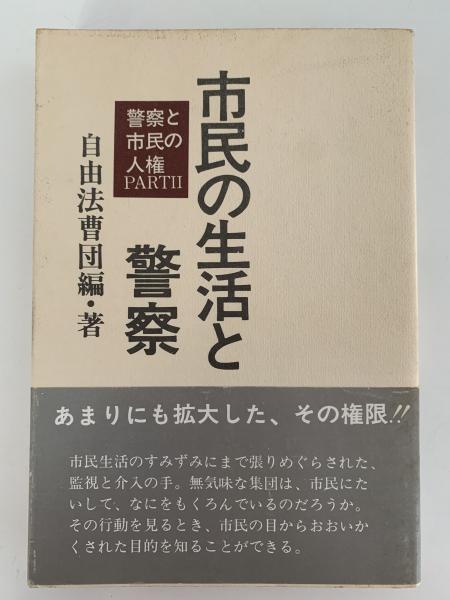 市民の生活と
警察
警察と
市民の
人権
PARTII
自由法曹団編・著
あまりにも拡大した、その権限!!
市民生活のすみずみにまで張りめぐらされた、
監視と介入の手。無気味な集団は、市民にた
いして、なにをもくろんでいるのだろうか。
その行動を見るとき、市民の目からおおいか
くされた目的を知ることができる。